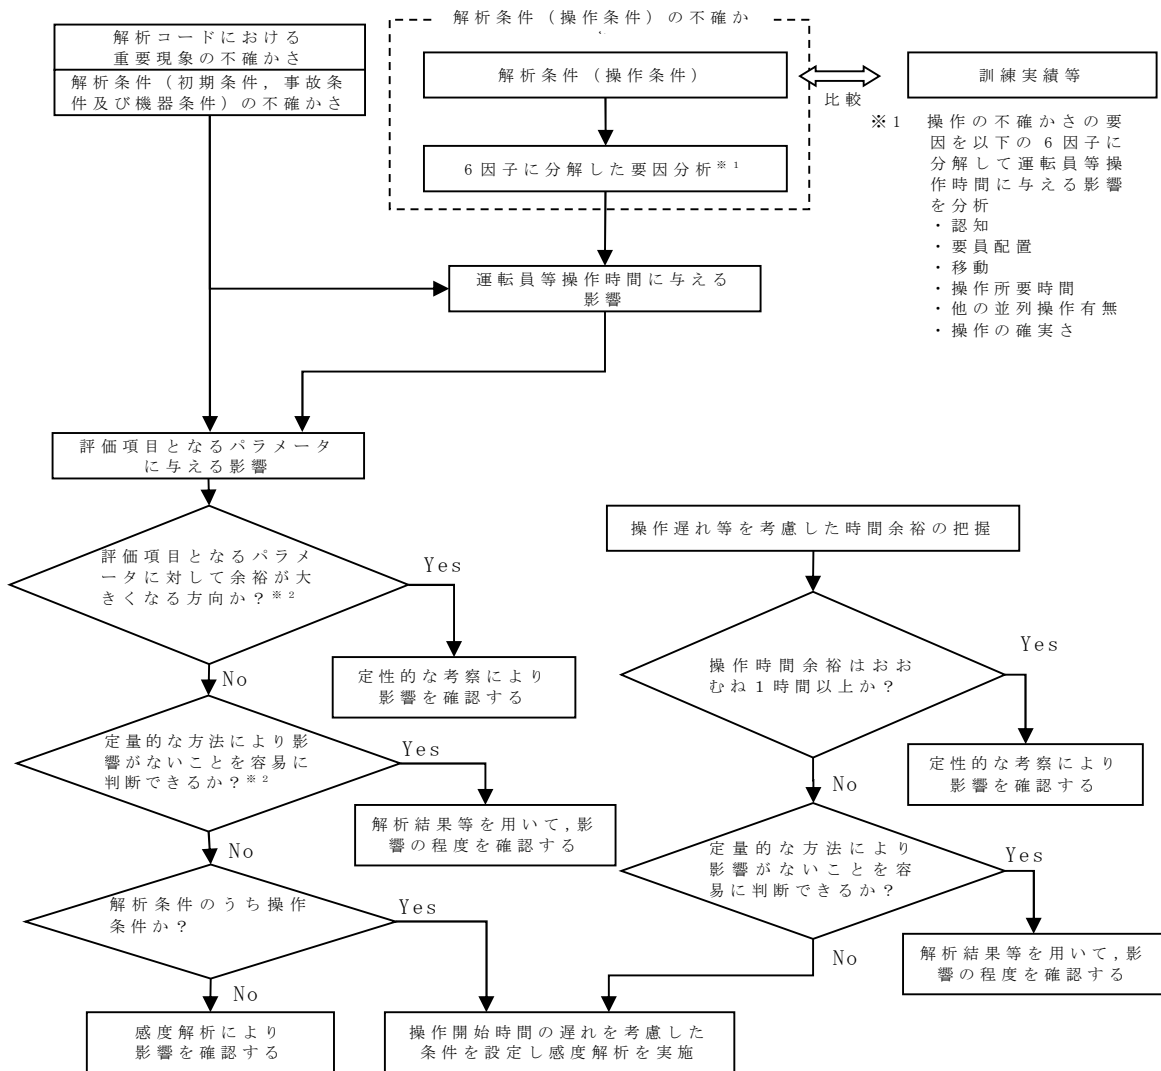 解析コードにおける
重要現象の不確かさ
解析条件（初期条件，事故条
件及び機器条件）の不確かさ
解析条件（操作条件）の不確か
解析条件（操作条件）
6因子に分解した要因分析※1
比較
訓練実績等
※1 操作の不確かさの要
因を以下の6因子に
分解して運転員等操
作時間に与える影響
を分析
・認知
・要員配置
・移動
・操作所要時間
・他の並列操作有無
・操作の確実さ
運転員等操作時間に与える
影響
評価項目となるパラメータ
に与える影響
評価項目となるパラメ
ータに対して余裕が大
きくなる方向か？※2
Yes
定性的な考察により
影響を確認する
No
定量的な方法により影
響がないことを容易に
判断できるか？※2
Yes
解析結果等を用いて，影
響の程度を確認する
No
解析条件のうち操作
条件か？
Yes
No
感度解析により
影響を確認する
操作開始時間の遅れを考慮した
条件を設定し感度解析を実施
操作遅れ等を考慮した時間余裕の把握
操作時間余裕はおお
むね1時間以上か？
Yes
定性的な考察により
影響を確認する
No
定量的な方法により
影響がないことを容
易に判断できるか？
Yes
解析結果等を用いて，影
響の程度を確認する
No